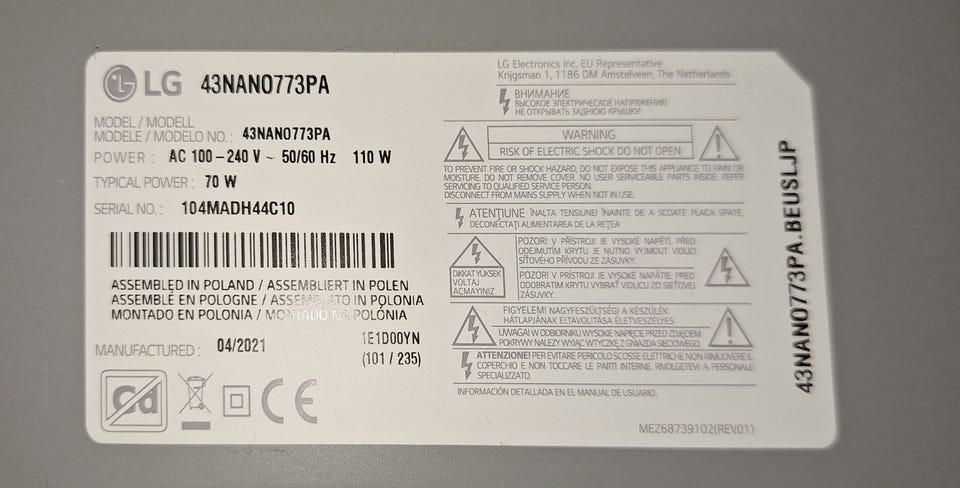 LG 43NANO773PA
MODEL / MODELL
MODELE / MODELO NO. : 43NANO773PA
POWER : AC 100 - 240 V ~ 50/60 Hz 110 W
TYPICAL POWER : 70 W
SERIAL NO. : 104MADH44C10
ASSEMBLED IN POLAND / ASSEMBLIERT IN POLEN
ASSEMBLÉ EN POLOGNE / ASSEMBLATO IN POLONIA
MONTADO EN POLONIA / MONTADO NA POLÓNIA
MANUFACTURED : 04/2021
1E1D00YN
(101 / 235)
Cd
CE
LG Electronics Inc. EU Representative
Krijgsman 1, 1186 DM Amstelveen, The Netherlands
ВНИМАНИЕ
ВЫСОКОЕ ЭЛЕКТРИЧЕСКОЕ НАПРЯЖЕНИЕ!
НЕ ОТКРЫВАТЬ ЗАДНЮЮ КРЫШКУ!
WARNING
RISK OF ELECTRIC SHOCK DO NOT OPEN
TO PREVENT FIRE OR SHOCK HAZARD, DO NOT EXPOSE THIS APPLIANCE TO RAIN OR
MOISTURE. DO NOT REMOVE COVER. NO USER SERVICEABLE PARTS INSIDE. REFER
SERVICING TO QUALIFIED SERVICE PERSON.
DISCONNECT FROM MAINS SUPPLY WHEN NOT IN USE.
ATENŢIUNE ÎNALTA TENSIUNE! ÎNAINTE DE A SCOATE PLACA SPATE,
DECONECTAŢI ALIMENTAREA DE LA REŢEA
DIKKAT YÜKSEK
VOLTAJ
AÇMAYINIZ
POZOR! V PŘÍSTROJI JE VYSOKÉ NAPĚTÍ, PŘED
ODEJMUTÍM KRYTU JE NUTNO VYJMOUT VIDLICI
SÍŤOVÉHO PŘÍVODU ZE ZÁSUVKY.
POZOR! V PRÍSTROJI JE VYSOKÉ NAPÄTIE. PRED
ODOBRATÍM KRYTU VYBRAŤ VIDLICU ZO SIEŤOVEJ
ZÁSUVKY.
FIGYELEM! NAGYFESZÜLTSÉG! A KÉSZÜLÉK
HÁTLAPJÁNAK ELTÁVOLÍTÁSA ÉLETVESZÉLYES.
UWAGA! W ODBIORNIKU WYSOKIE NAPIĘCIE PRZED ZDJĘCIEM
POKRYWY NALEŻY WYJĄĆ WTYCZKĘ Z GNIAZDA SIECIOWEGO.
ATTENZIONE! PER EVITARE PERICOLO SCOSSE ELETTRICHE NON RIMUOVERE IL
COPERCHIO E NON TOCCARE LE PARTI INTERNE. RIVOLGETEVI A PERSONALE
SPECIALIZZATO.
INFORMACIÓN DETALLADA EN EL MANUAL DE USUARIO.
MEZ68739102(REV01)
43NANO773PA.BEUSLJP